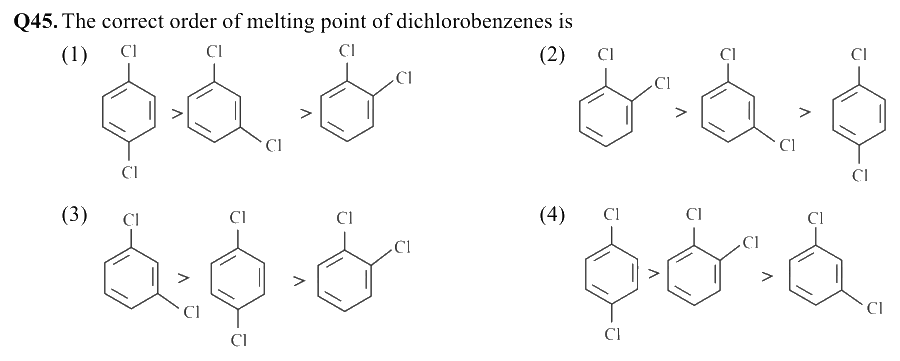 Q45. The correct order of melting point of dichlorobenzenes is
(1) Cl Cl > Cl Cl > Cl Cl
(2) Cl Cl > Cl Cl > Cl Cl
(3) Cl Cl > Cl Cl > Cl Cl
(4) Cl Cl > Cl Cl > Cl Cl